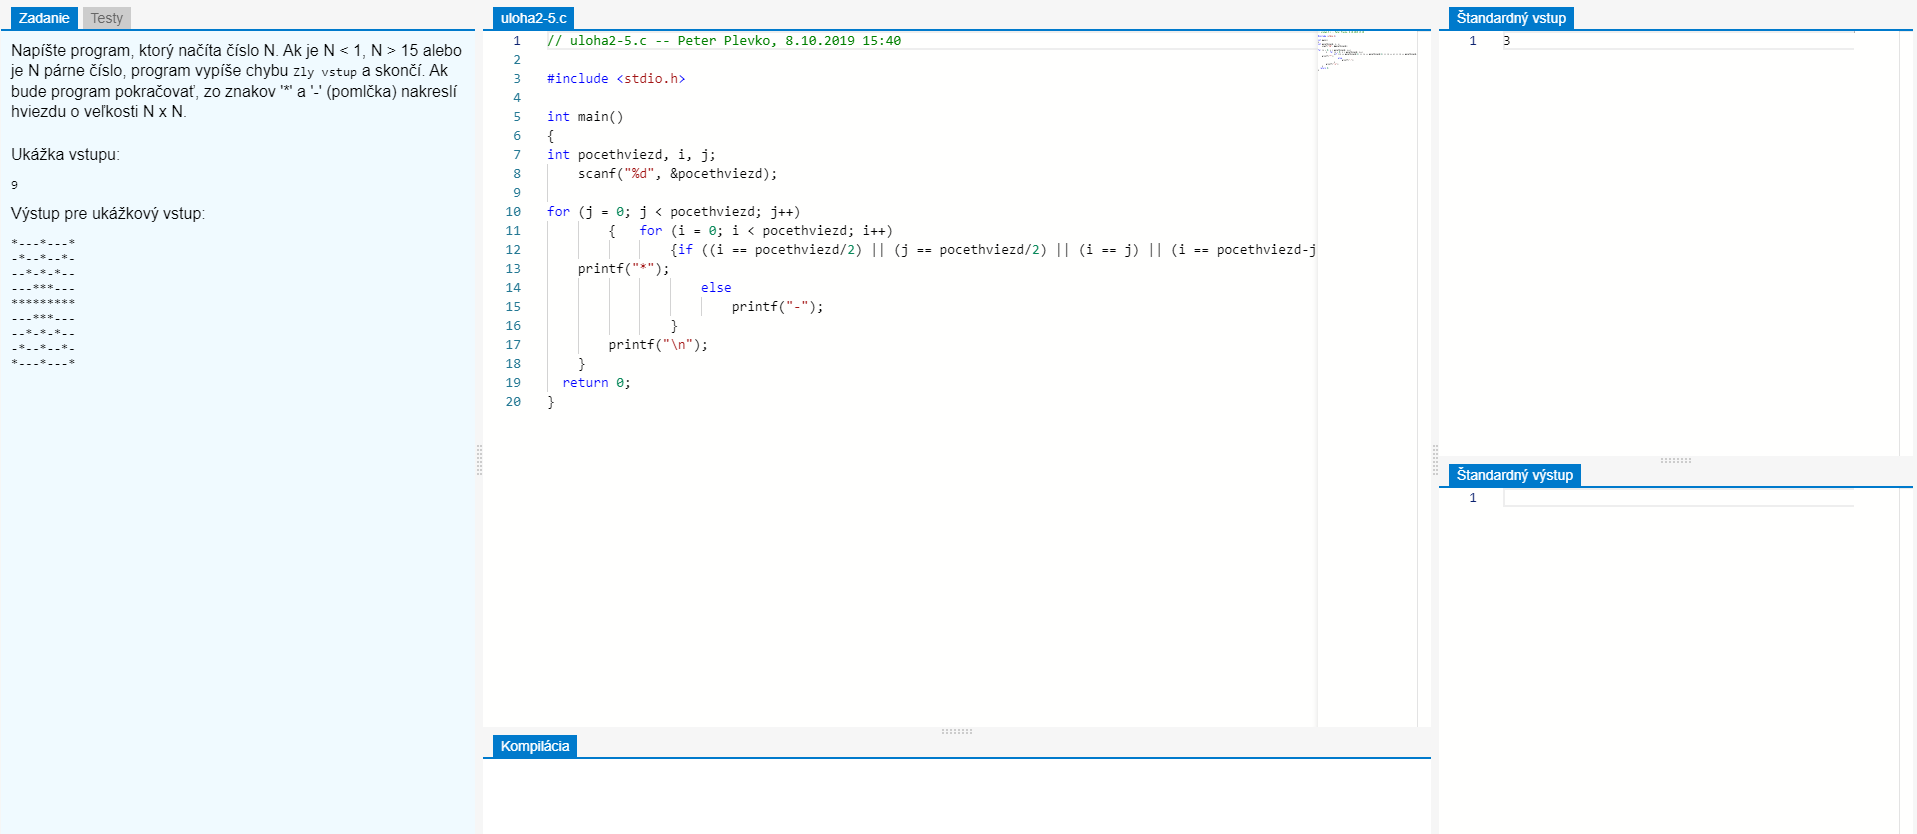 Zadanie
Testy
Napíšte program, ktorý načíta číslo N. Ak je N < 1, N > 15 alebo
je N párne číslo, program vypíše chybu zly vstup a skončí. Ak
bude program pokračovať, zo znakov '*' a '-' (pomlčka) nakreslí
hviezdu o veľkosti N x N.
Ukážka vstupu:
9
Výstup pre ukážkový vstup:
*---*---*
-*--*--*-
--*-*-*--
---***---
*********
---***---
--*-*-*--
-*--*--*-
*---*---*
uloha2-5.c
1 // uloha2-5.c -- Peter Plevko, 8.10.2019 15:40
2
3 #include <stdio.h>
4
5 int main()
6 {
7 int pocethviezd, i, j;
8 scanf("%d", &pocethviezd);
9
10 for (j = 0; j < pocethviezd; j++)
11 { for (i = 0; i < pocethviezd; i++)
12 {if ((i == pocethviezd/2) || (j == pocethviezd/2) || (i == j) || (i == pocethviezd-j
13 printf("*");
14 else
15 printf("-");
16 }
17 printf("\n");
18 }
19 return 0;
20 }
Kompilácia
Štandardný vstup
1 3
Štandardný výstup
1